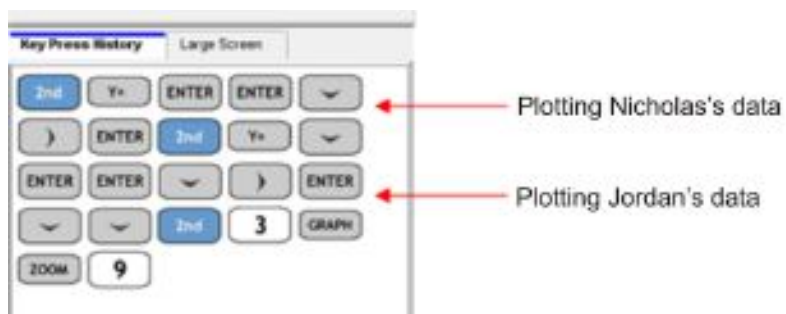 Key Press History Large Screen
2nd Y= ENTER ENTER
Plotting Nicholas's data
) ENTER 2nd Y=
ENTER ENTER ) ENTER
Plotting Jordan's data
2nd 3 GRAPH
ZOOM 9